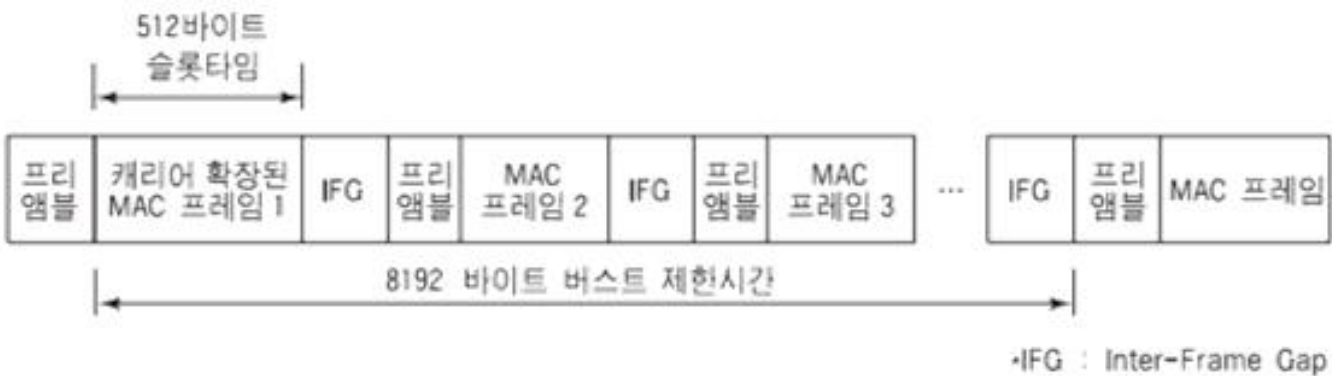 512바이트
슬롯타임
프리
앰블
캐리어 확장된
MAC 프레임 1
IFG
프리
앰블
MAC
프레임 2
IFG
프리
앰블
MAC
프레임 3
...
IFG
프리
앰블
MAC 프레임
8192 바이트 버스트 제한시간
•IFG : Inter-Frame Gap